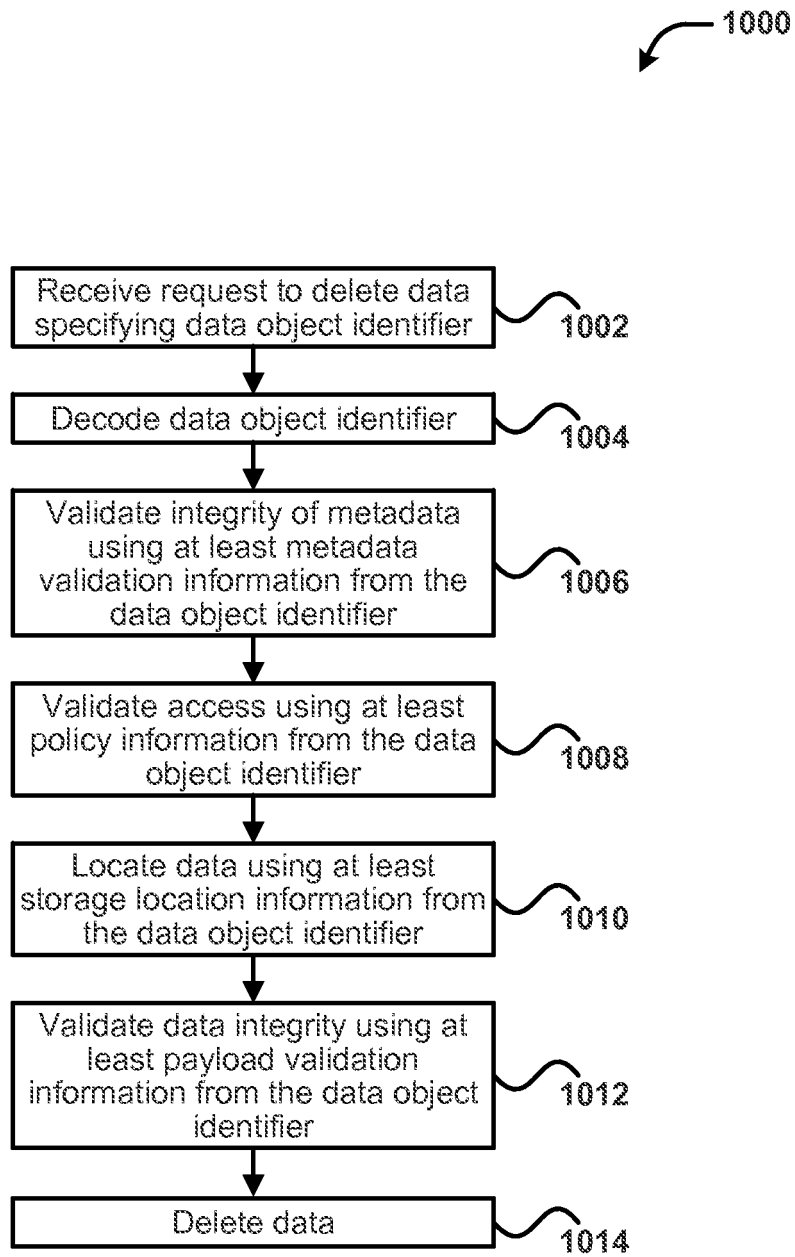 1000
Receive request to delete data
specifying data object identifier
1002
Decode data object identifier
1004
Validate integrity of metadata
using at least metadata
validation information from the
data object identifier
1006
Validate access using at least
policy information from the data
object identifier
1008
Locate data using at least
storage location information from
the data object identifier
1010
Validate data integrity using at
least payload validation
information from the data object
identifier
1012
Delete data
1014